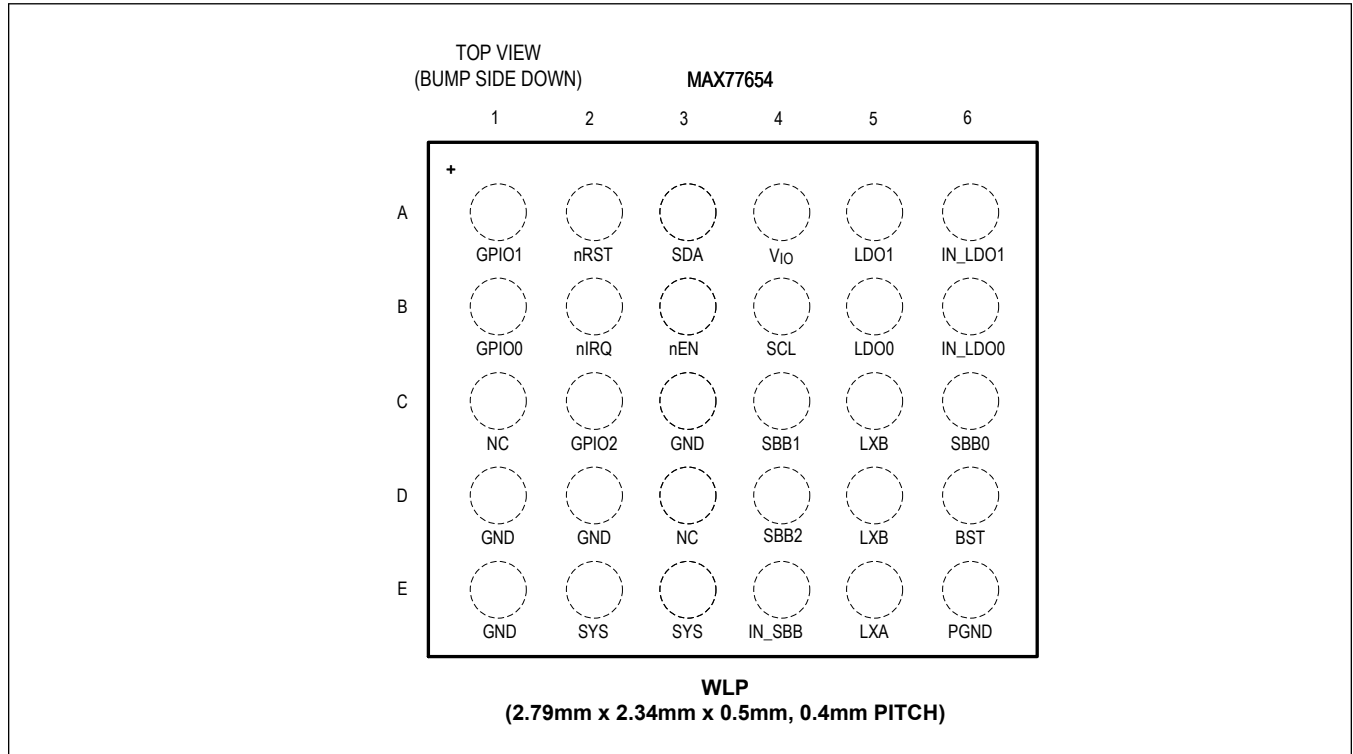 TOP VIEW
(BUMP SIDE DOWN)
MAX77654
1 2 3 4 5 6
+
A
GPIO1 nRST SDA VIO LDO1 IN_LDO1
B
GPIO0 nIRQ nEN SCL LDO0 IN_LDO0
C
NC GPIO2 GND SBB1 LXB SBB0
D
GND GND NC SBB2 LXB BST
E
GND SYS SYS IN_SBB LXA PGND
WLP
(2.79mm x 2.34mm x 0.5mm, 0.4mm PITCH)